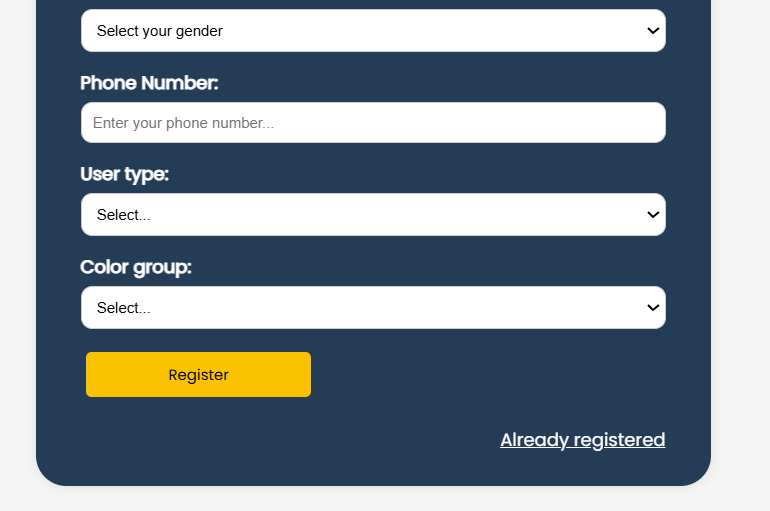 Select your gender
Phone Number:
Enter your phone number...
User type:
Select...
Color group:
Select...
Register
Already registered